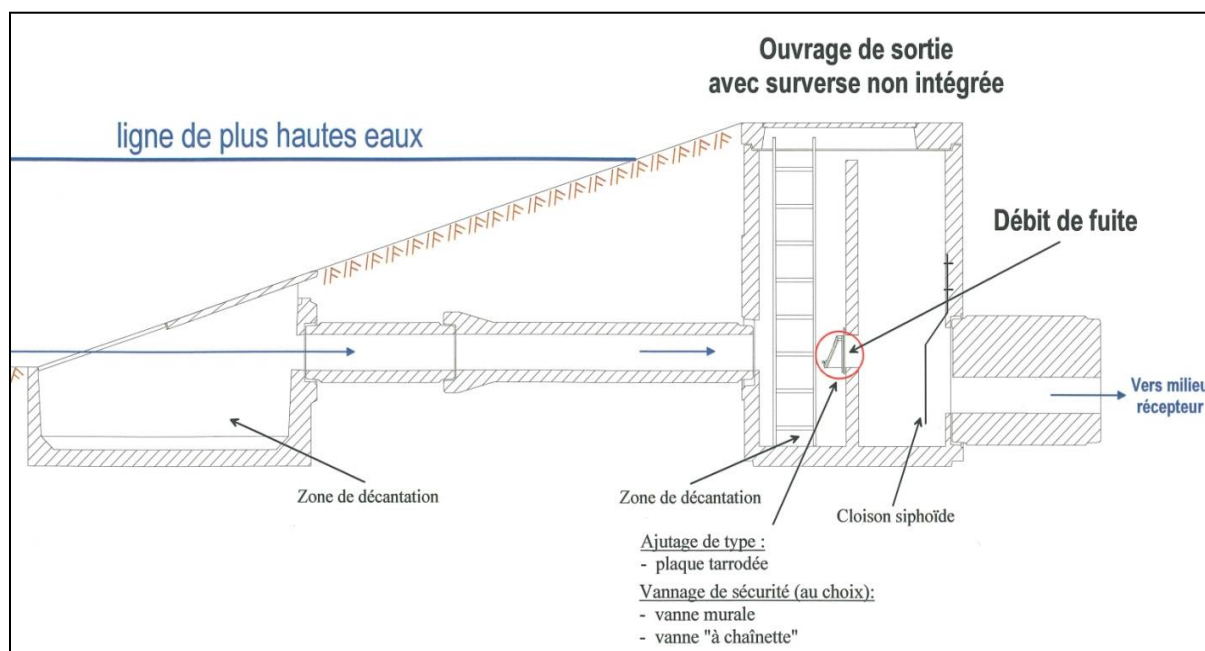 Ouvrage de sortie
avec surverse non intégrée
ligne de plus hautes eaux
Débit de fuite
Vers milieu
récepteur
Zone de décantation
Zone de décantation
Cloison siphoïde
Ajutage de type :
- plaque tarrodée
Vannage de sécurité (au choix):
- vanne murale
- vanne "à chaînette"